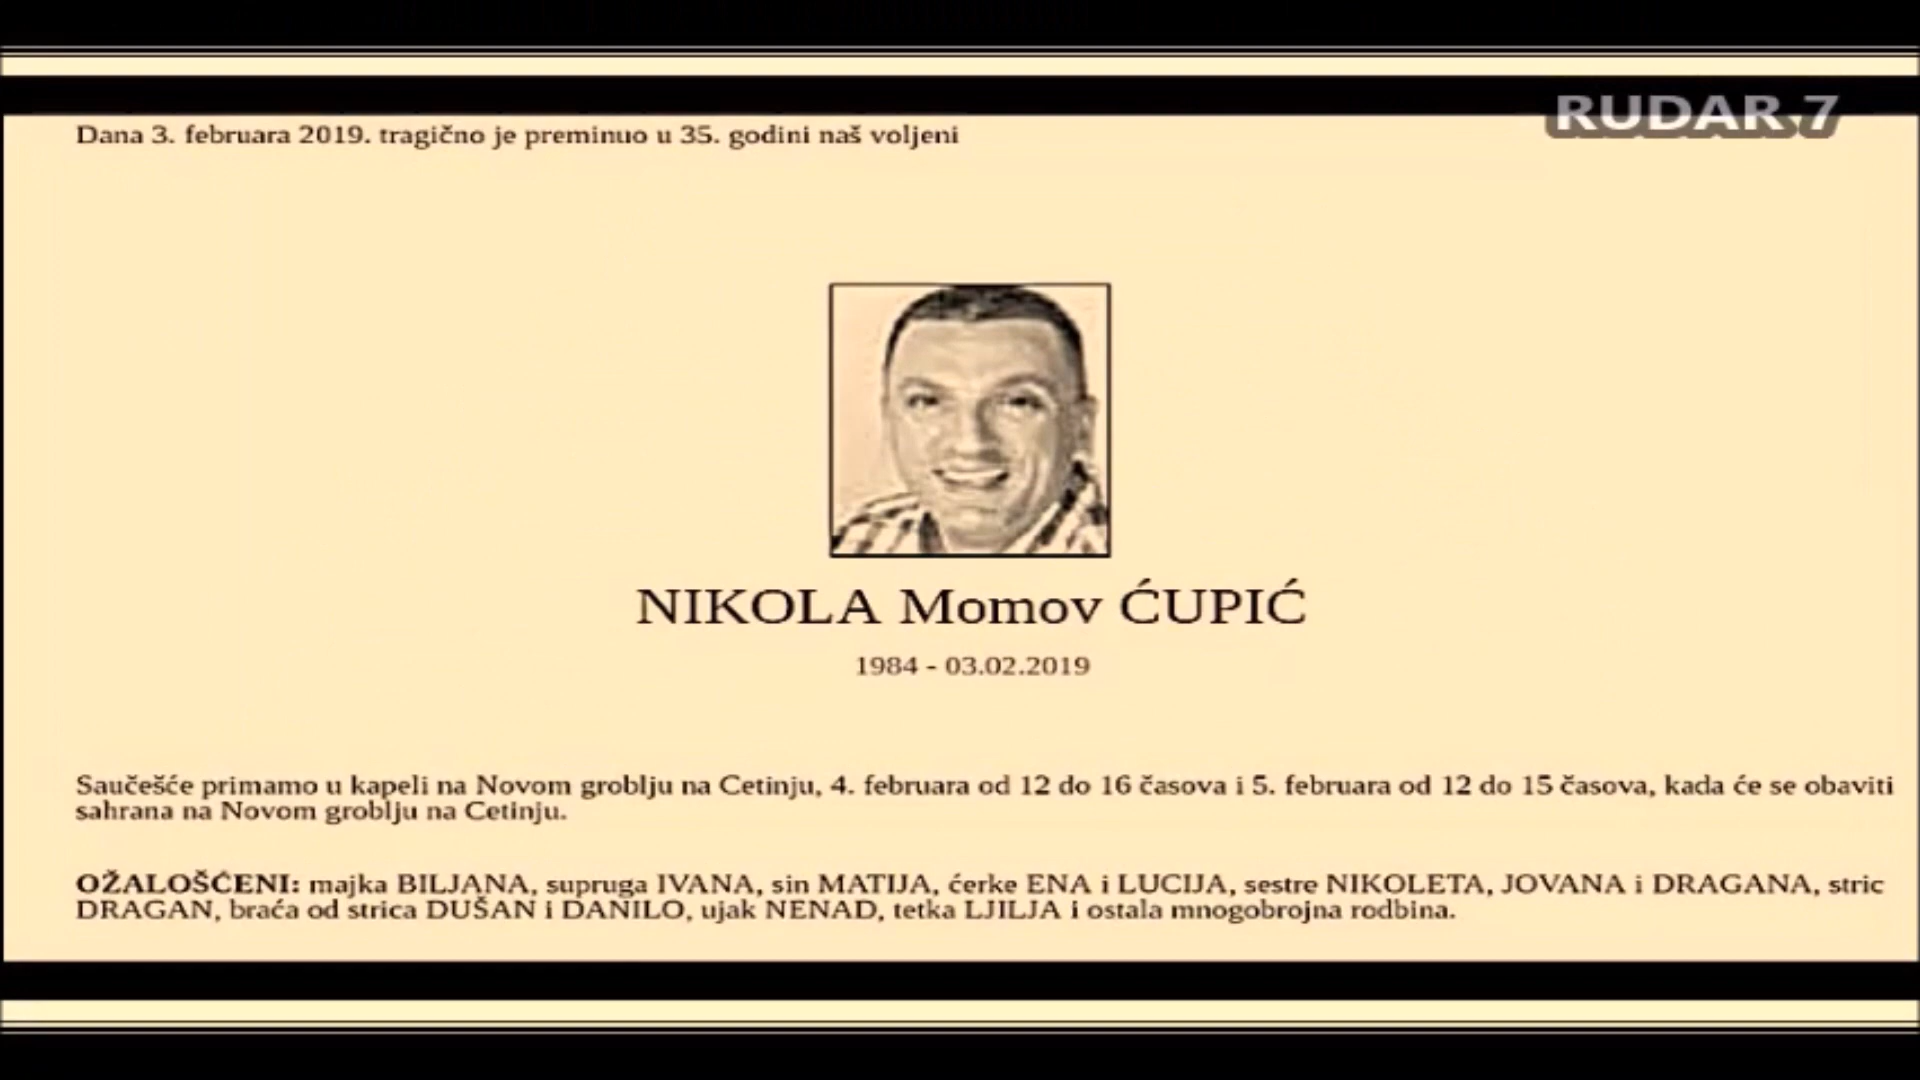 RUDAR.7
Dana 3. februara 2019. tragično je preminuo u 35. godini naš voljeni
NIKOLA Momov ĆUPIĆ
1984 - 03.02.2019
Saučešće primamo u kapeli na Novom groblju na Cetinju, 4. februara od 12 do 16 časova i 5. februara od 12 do 15 časova, kada će se obaviti
sahrana na Novom groblju na Cetinju.
OŽALOŠĆENI: majka BILJANA, supruga IVANA, sin MATIJA, ćerke ENA i LUCIJA, sestre NIKOLETA, JOVANA i DRAGANA, stric
DRAGAN, braća od strica DUŠAN i DANILO, ujak NENAD, tetka LJILJA i ostala mnogobrojna rodbina.